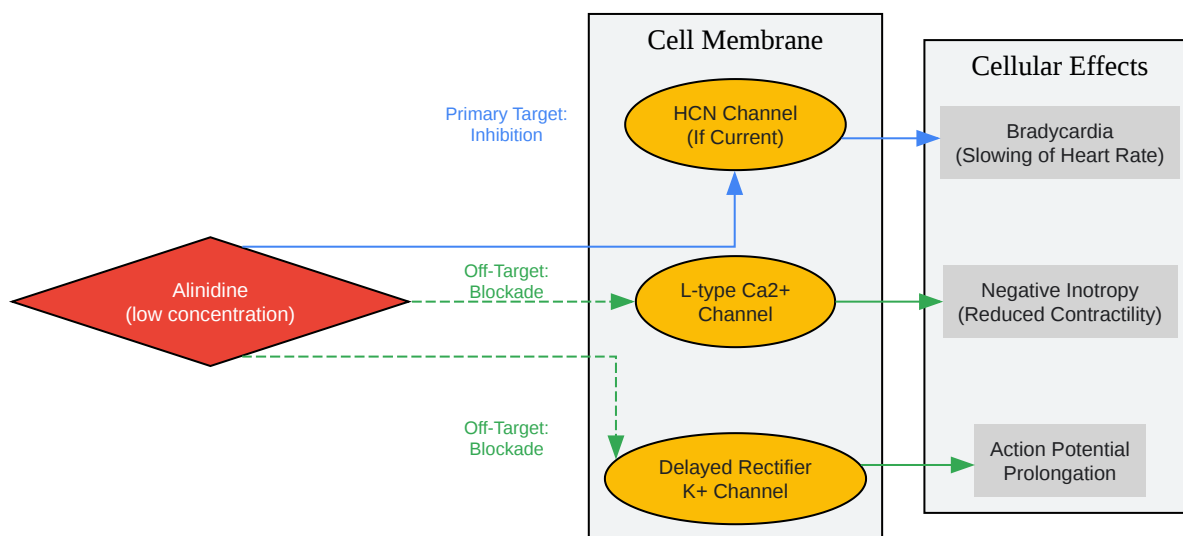 Cell Membrane
Cellular Effects
Primary Target:
Inhibition
HCN Channel
(If Current)
Bradycardia
(Slowing of Heart Rate)
Alinidine
(low concentration)
Off-Target:
Blockade
L-type Ca2+
Channel
Negative Inotropy
(Reduced Contractility)
Off-Target:
Blockade
Delayed Rectifier
K+ Channel
Action Potential
Prolongation